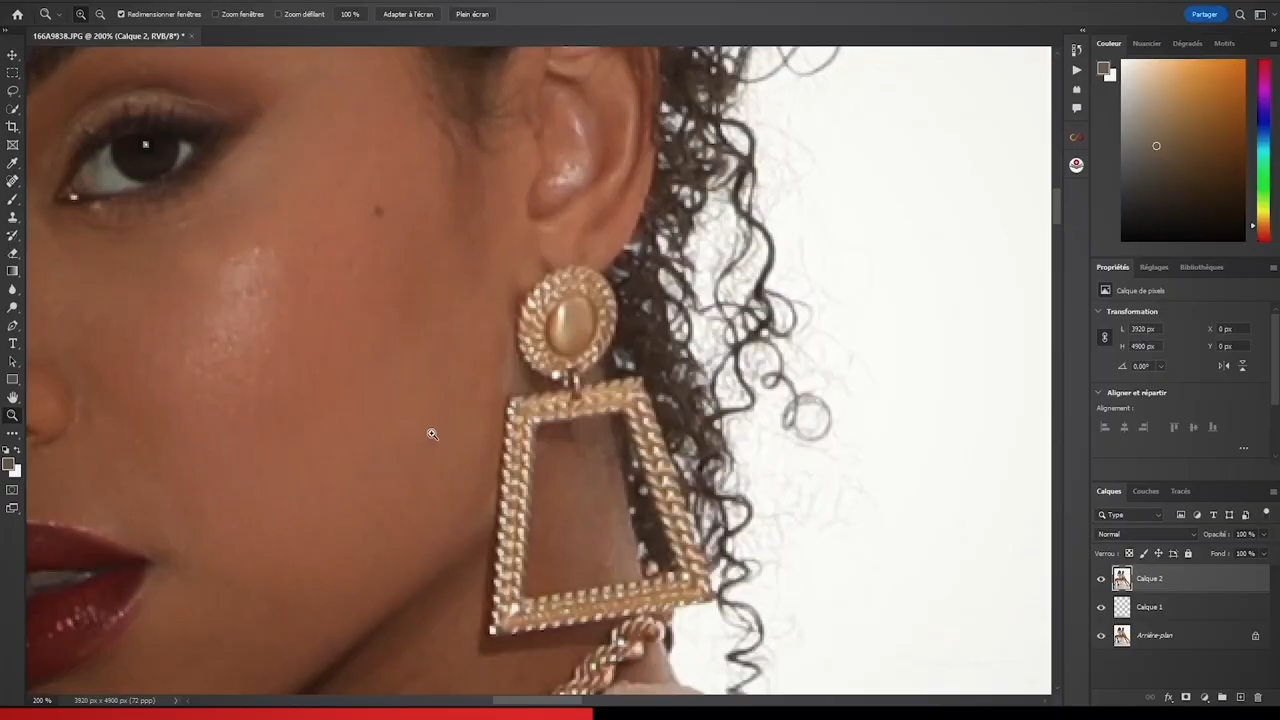 Redimensionner fenêtres Zoom fenêtres Zoom défilant 100 % Adapter à l'écran Plein écran Partager
166A9838.JPG @ 200% (Calque 2, RVB/8*) * ×
Couleur Nuancier Dégradés Motifs
Propriétés Réglages Bibliothèques
Calque de pixels
Transformation
L 3920 px X 0 px
H 4900 px Y 0 px
0,00°
Aligner et répartir
Alignement :
Calques Couches Tracés
Type
Normal Opacité : 100 %
Verrou : Fond : 100 %
Calque 2
Calque 1
Arrière-plan
200 % 3920 px x 4900 px (72 ppp)